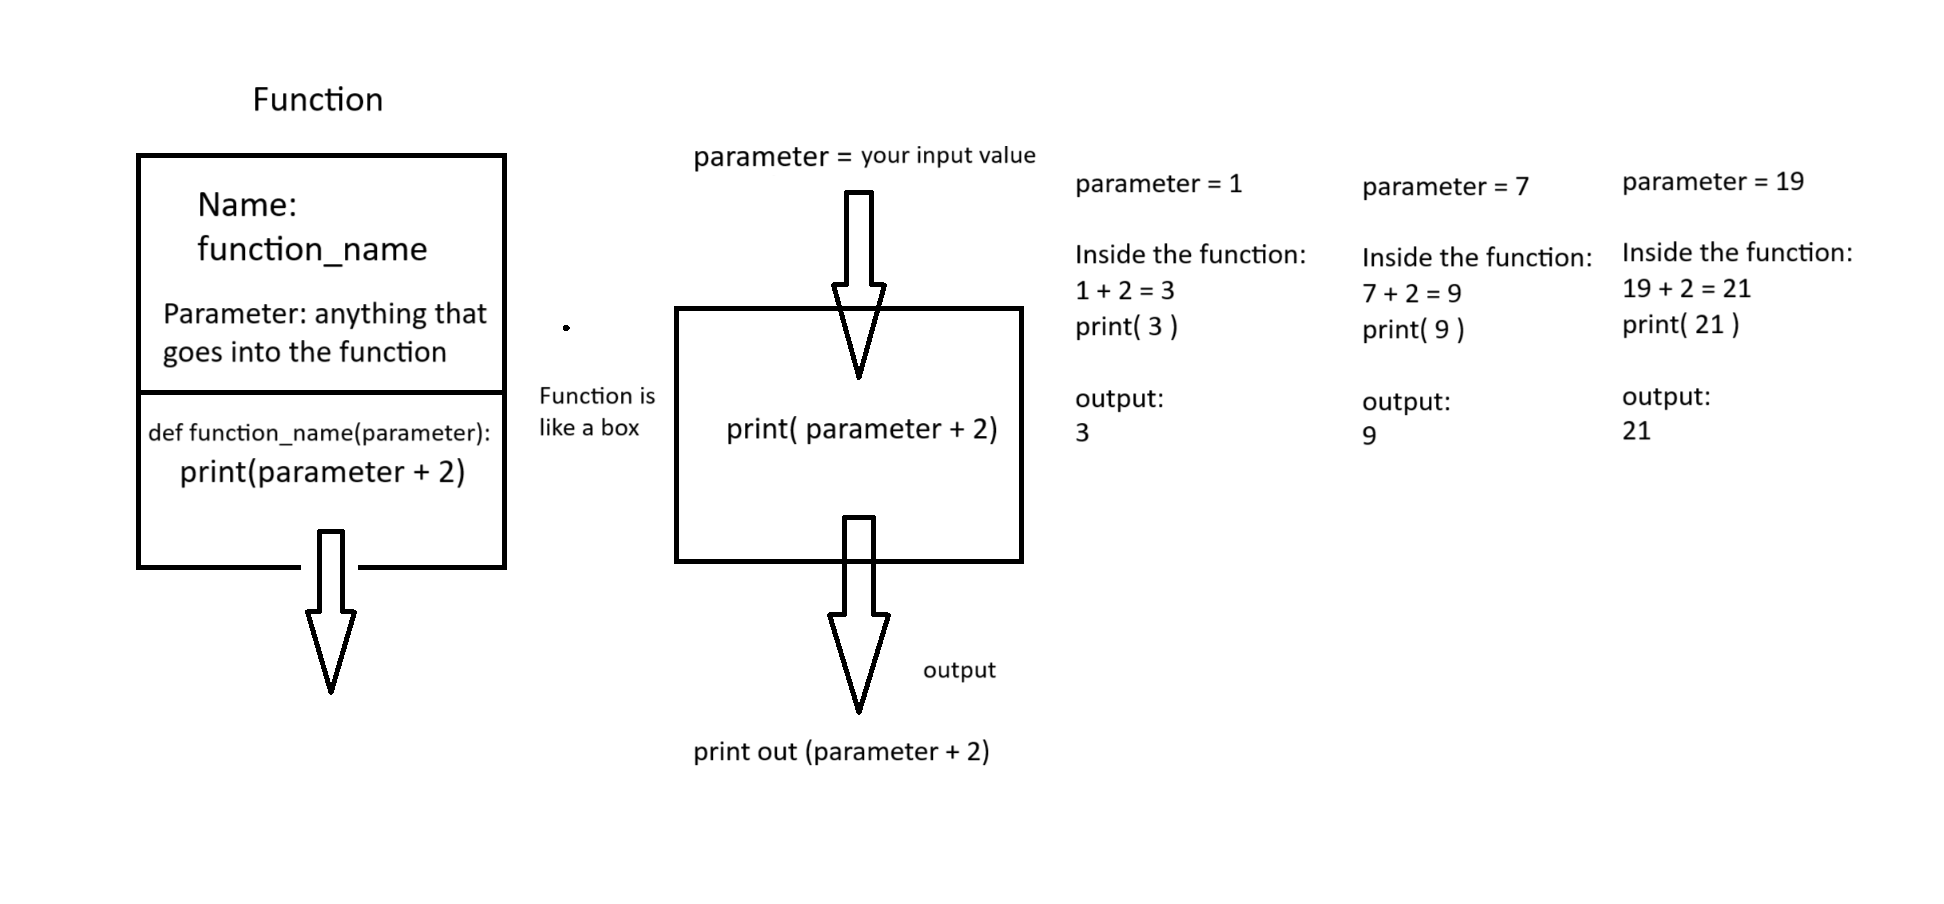 Function
Name:
function_name
Parameter: anything that
goes into the function
def function_name(parameter):
print(parameter + 2)
Function is
like a box
parameter = your input value
print( parameter + 2)
output
print out (parameter + 2)
parameter = 1
Inside the function:
1 + 2 = 3
print( 3 )
output:
3
parameter = 7
Inside the function:
7 + 2 = 9
print( 9 )
output:
9
parameter = 19
Inside the function:
19 + 2 = 21
print( 21 )
output:
21